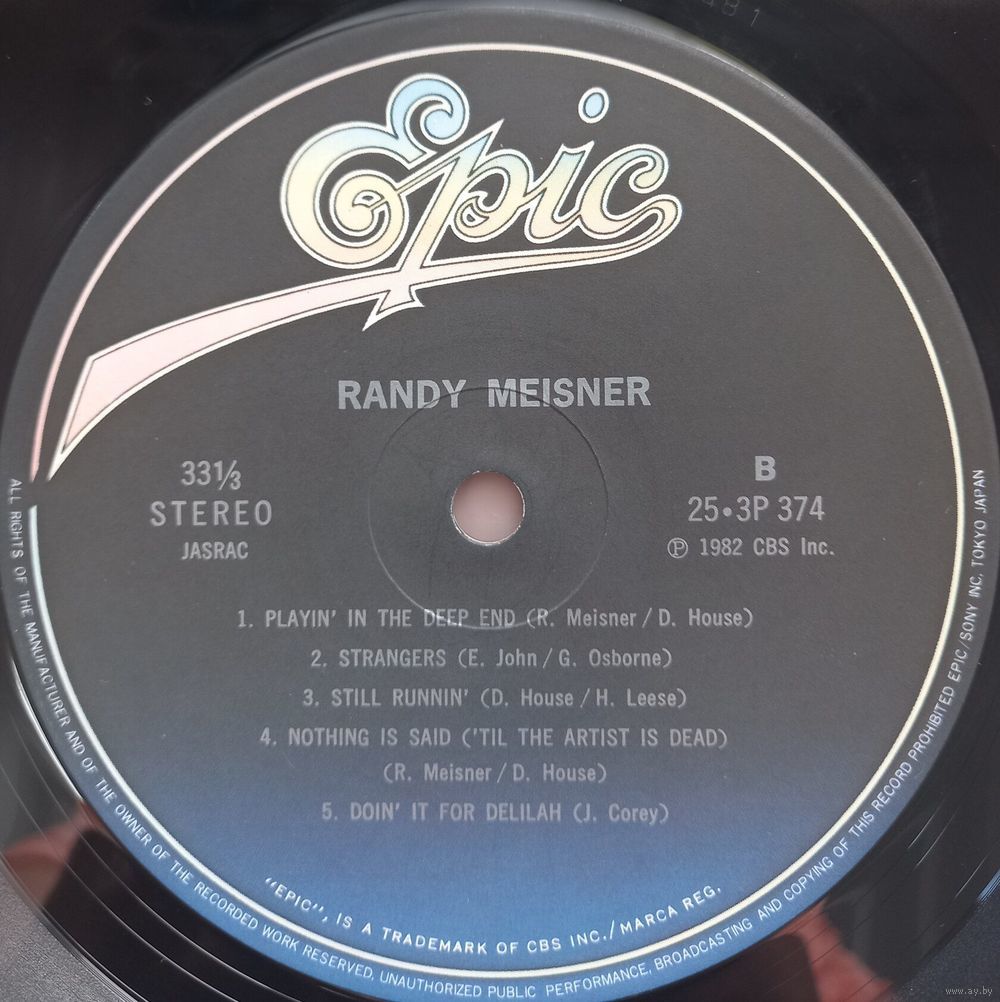 481
Epic
RANDY MEISNER
33⅓
STEREO
JASRAC
B
25·3P 374
Ⓟ 1982 CBS Inc.
1. PLAYIN' IN THE DEEP END (R. Meisner / D. House)
2. STRANGERS (E. John / G. Osborne)
3. STILL RUNNIN' (D. House / H. Leese)
4. NOTHING IS SAID ('TIL THE ARTIST IS DEAD)
(R. Meisner / D. House)
5. DOIN' IT FOR DELILAH (J. Corey)
"EPIC", IS A TRADEMARK OF CBS INC./MARCA REG.
ALL RIGHTS OF THE MANUFACTURER AND OF THE OWNER OF THE RECORDED WORK RESERVED. UNAUTHORIZED PUBLIC PERFORMANCE, BROADCASTING AND COPYING OF THIS RECORD PROHIBITED EPIC/SONY INC. TOKYO JAPAN
www.ay.by